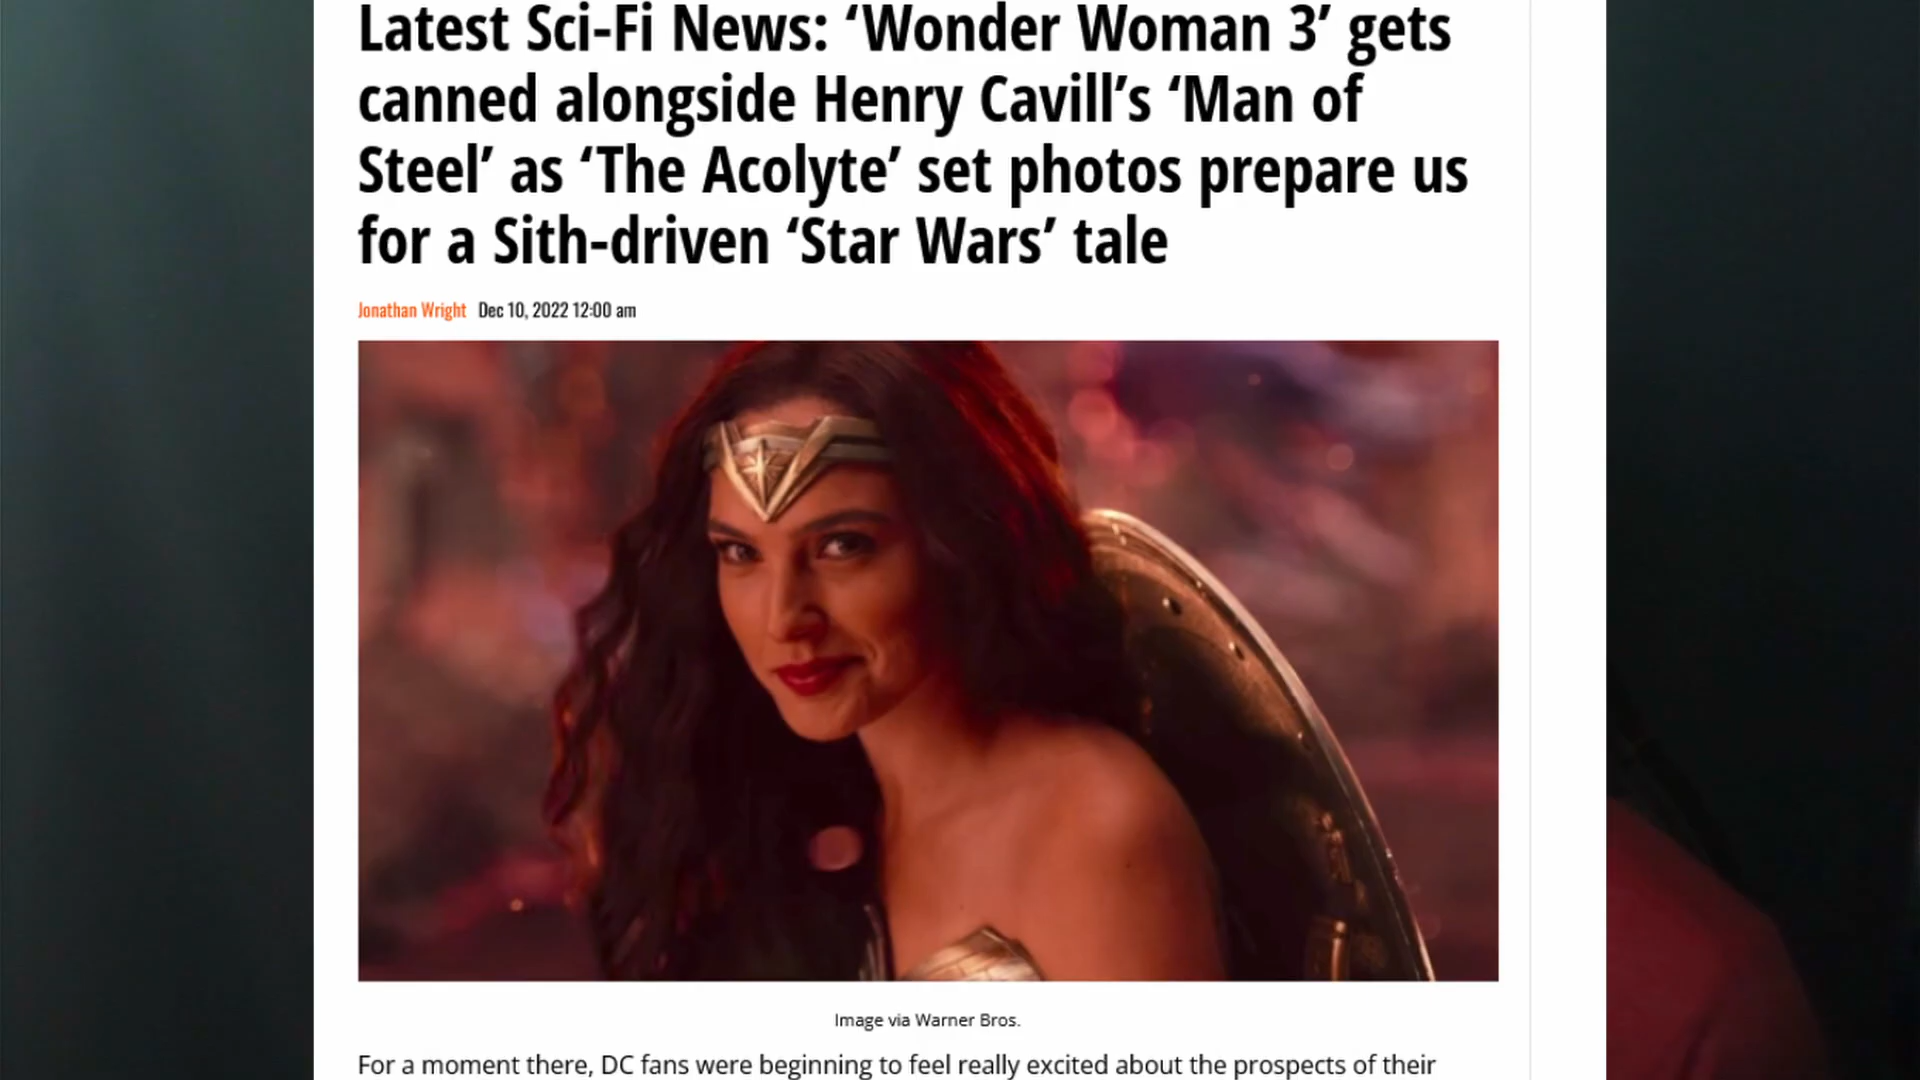 Latest Sci-Fi News: ‘Wonder Woman 3’ gets
canned alongside Henry Cavill’s ‘Man of
Steel’ as ‘The Acolyte’ set photos prepare us
for a Sith-driven ‘Star Wars’ tale
Jonathan Wright Dec 10, 2022 12:00 am
Image via Warner Bros.
For a moment there, DC fans were beginning to feel really excited about the prospects of their